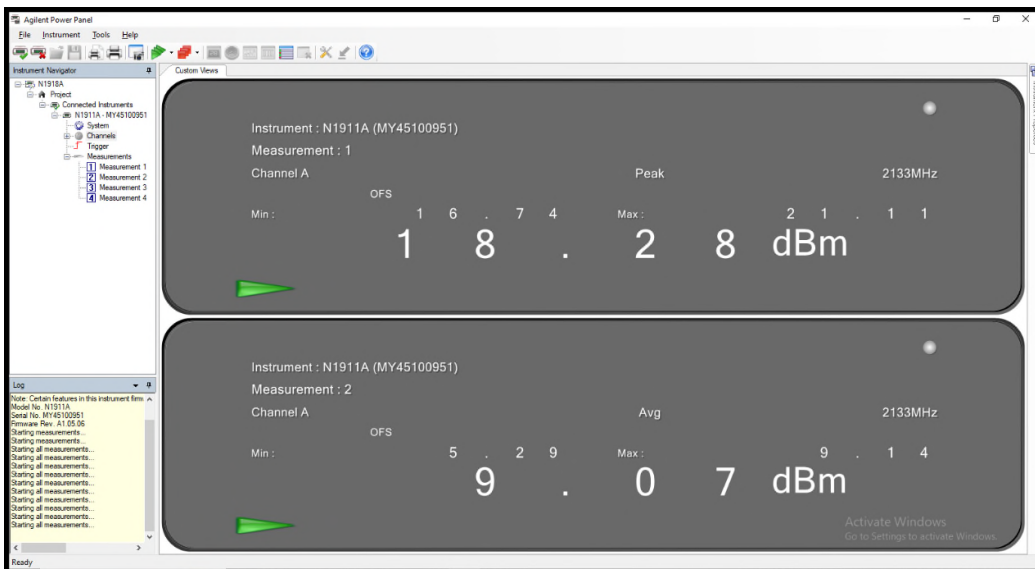 Agilent Power Panel
File Instrument Tools Help
Instrument Navigator
N1918A
Project
Connected Instruments
N1911A - MY45100951
System
Channels
Trigger
Measurements
1 Measurement 1
2 Measurement 2
3 Measurement 3
4 Measurement 4
Log
Note: Certain features in this instrument firm
Model No. N1911A
Serial No. MY45100951
Firmware Rev. A1.05.06
Starting measurements...
Starting measurements...
Starting all measurements...
Starting all measurements...
Starting all measurements...
Starting all measurements...
Starting all measurements...
Starting all measurements...
Starting all measurements...
Starting all measurements...
Starting all measurements...
Starting all measurements...
Ready
Custom Views
Instrument : N1911A (MY45100951)
Measurement : 1
Channel A Peak 2133MHz
OFS
Min : 16.74 Max : 21.11
18.28 dBm
Instrument : N1911A (MY45100951)
Measurement : 2
Channel A Avg 2133MHz
OFS
Min : 5.29 Max : 9.14
9.07 dBm
Activate Windows
Go to Settings to activate Windows.